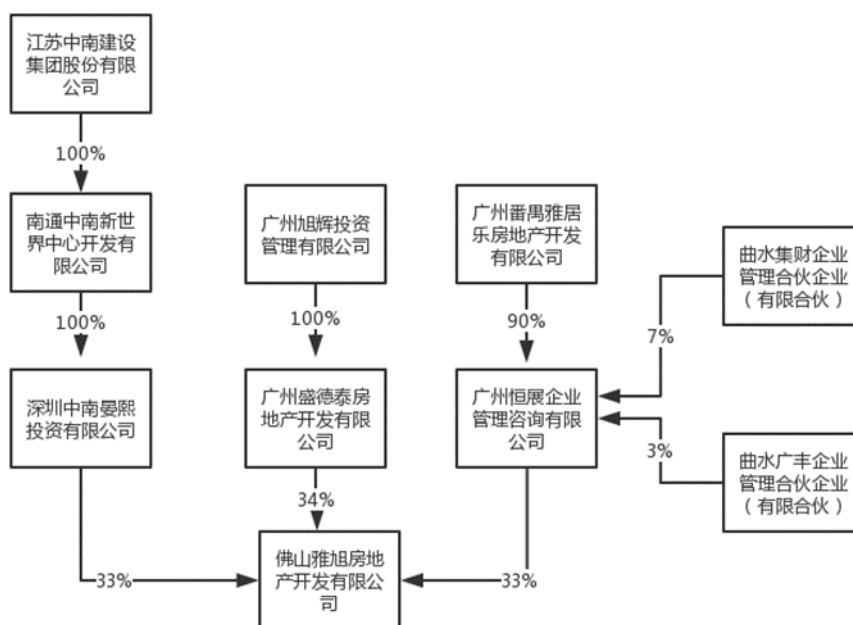 江苏中南建设
集团股份有限
公司
100%
南通中南新世
界中心开发有
限公司
广州旭辉投资
管理有限公司
广州番禺雅居
乐房地产开发
有限公司
曲水集财企业
管理合伙企业
（有限合伙）
100%
100%
90%
7%
深圳中南晏熙
投资有限公司
广州盛德泰房
地产开发有限
公司
广州恒展企业
管理咨询有限
公司
3%
曲水广丰企业
管理合伙企业
（有限合伙）
34%
33%
佛山雅旭房地
产开发有限公
司
33%